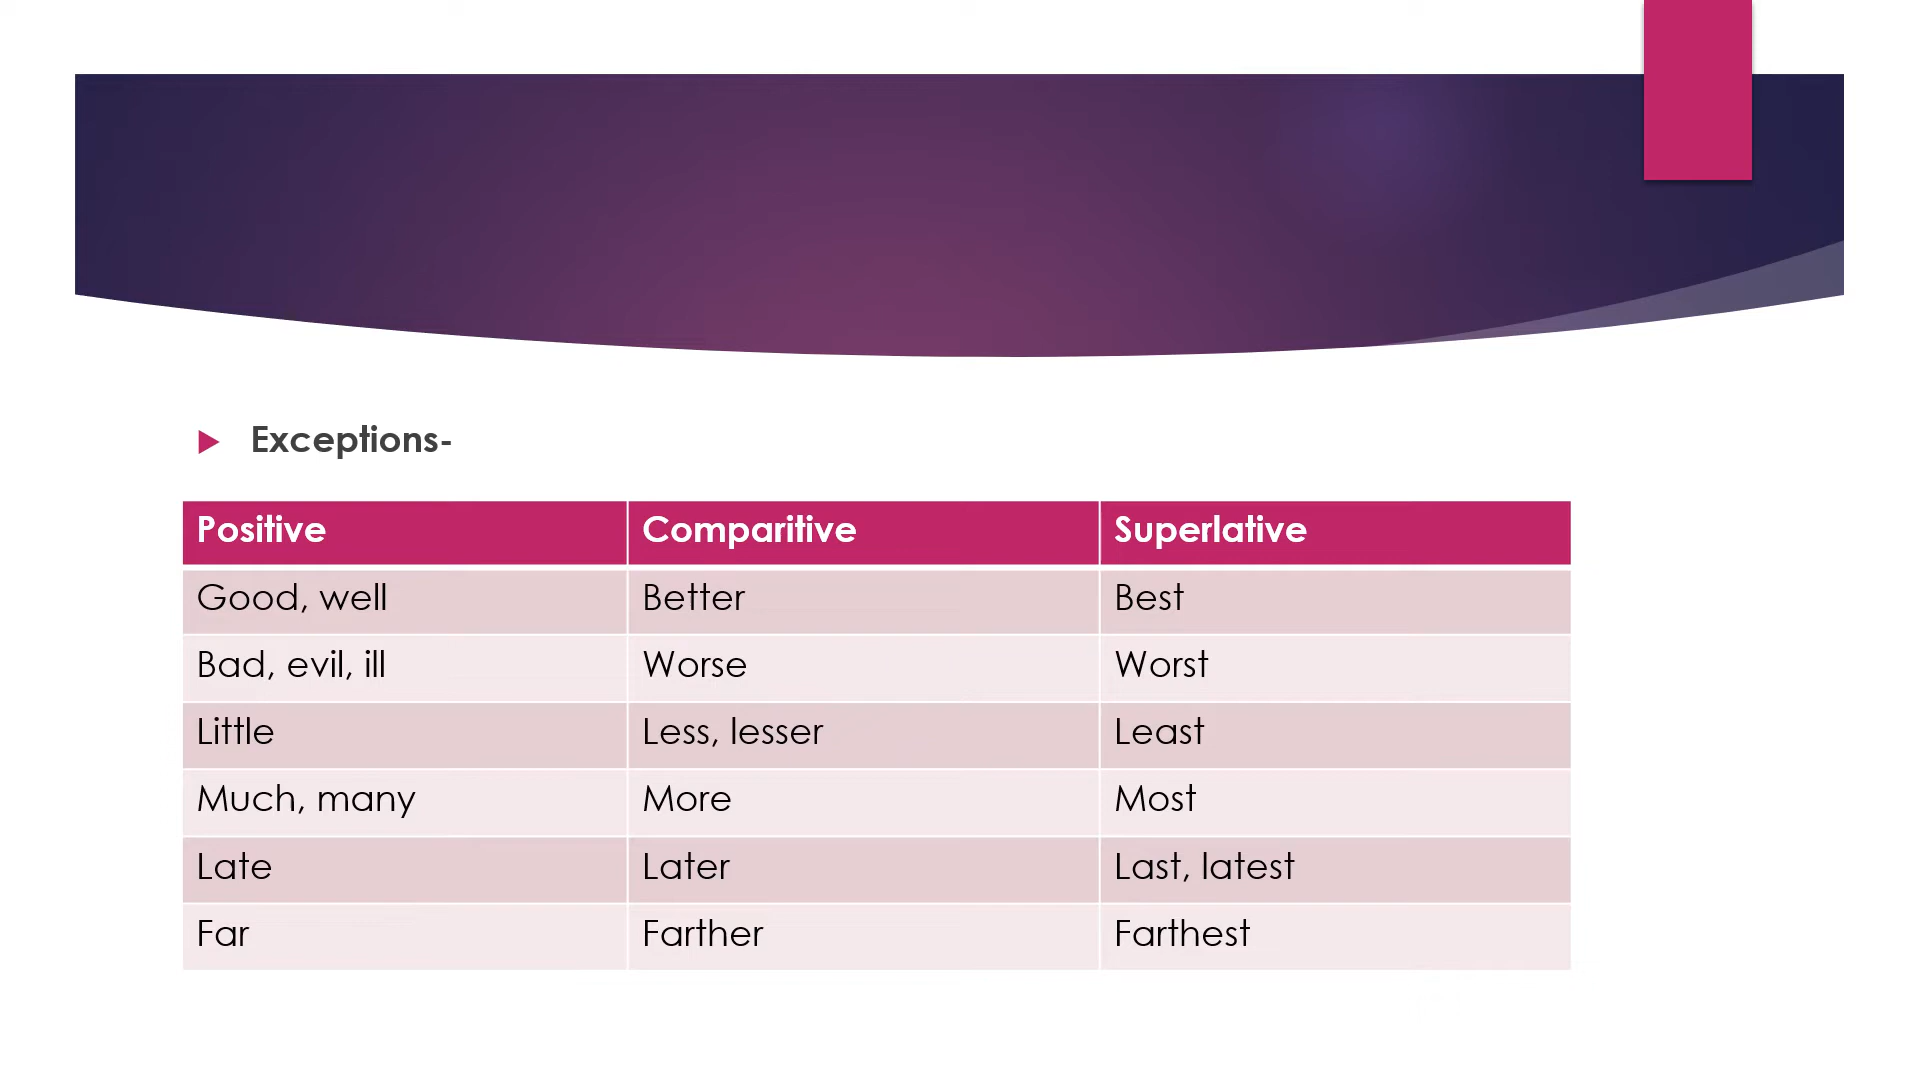 Exceptions-
Positive Comparitive Superlative
Good, well Better Best
Bad, evil, ill Worse Worst
Little Less, lesser Least
Much, many More Most
Late Later Last, latest
Far Farther Farthest